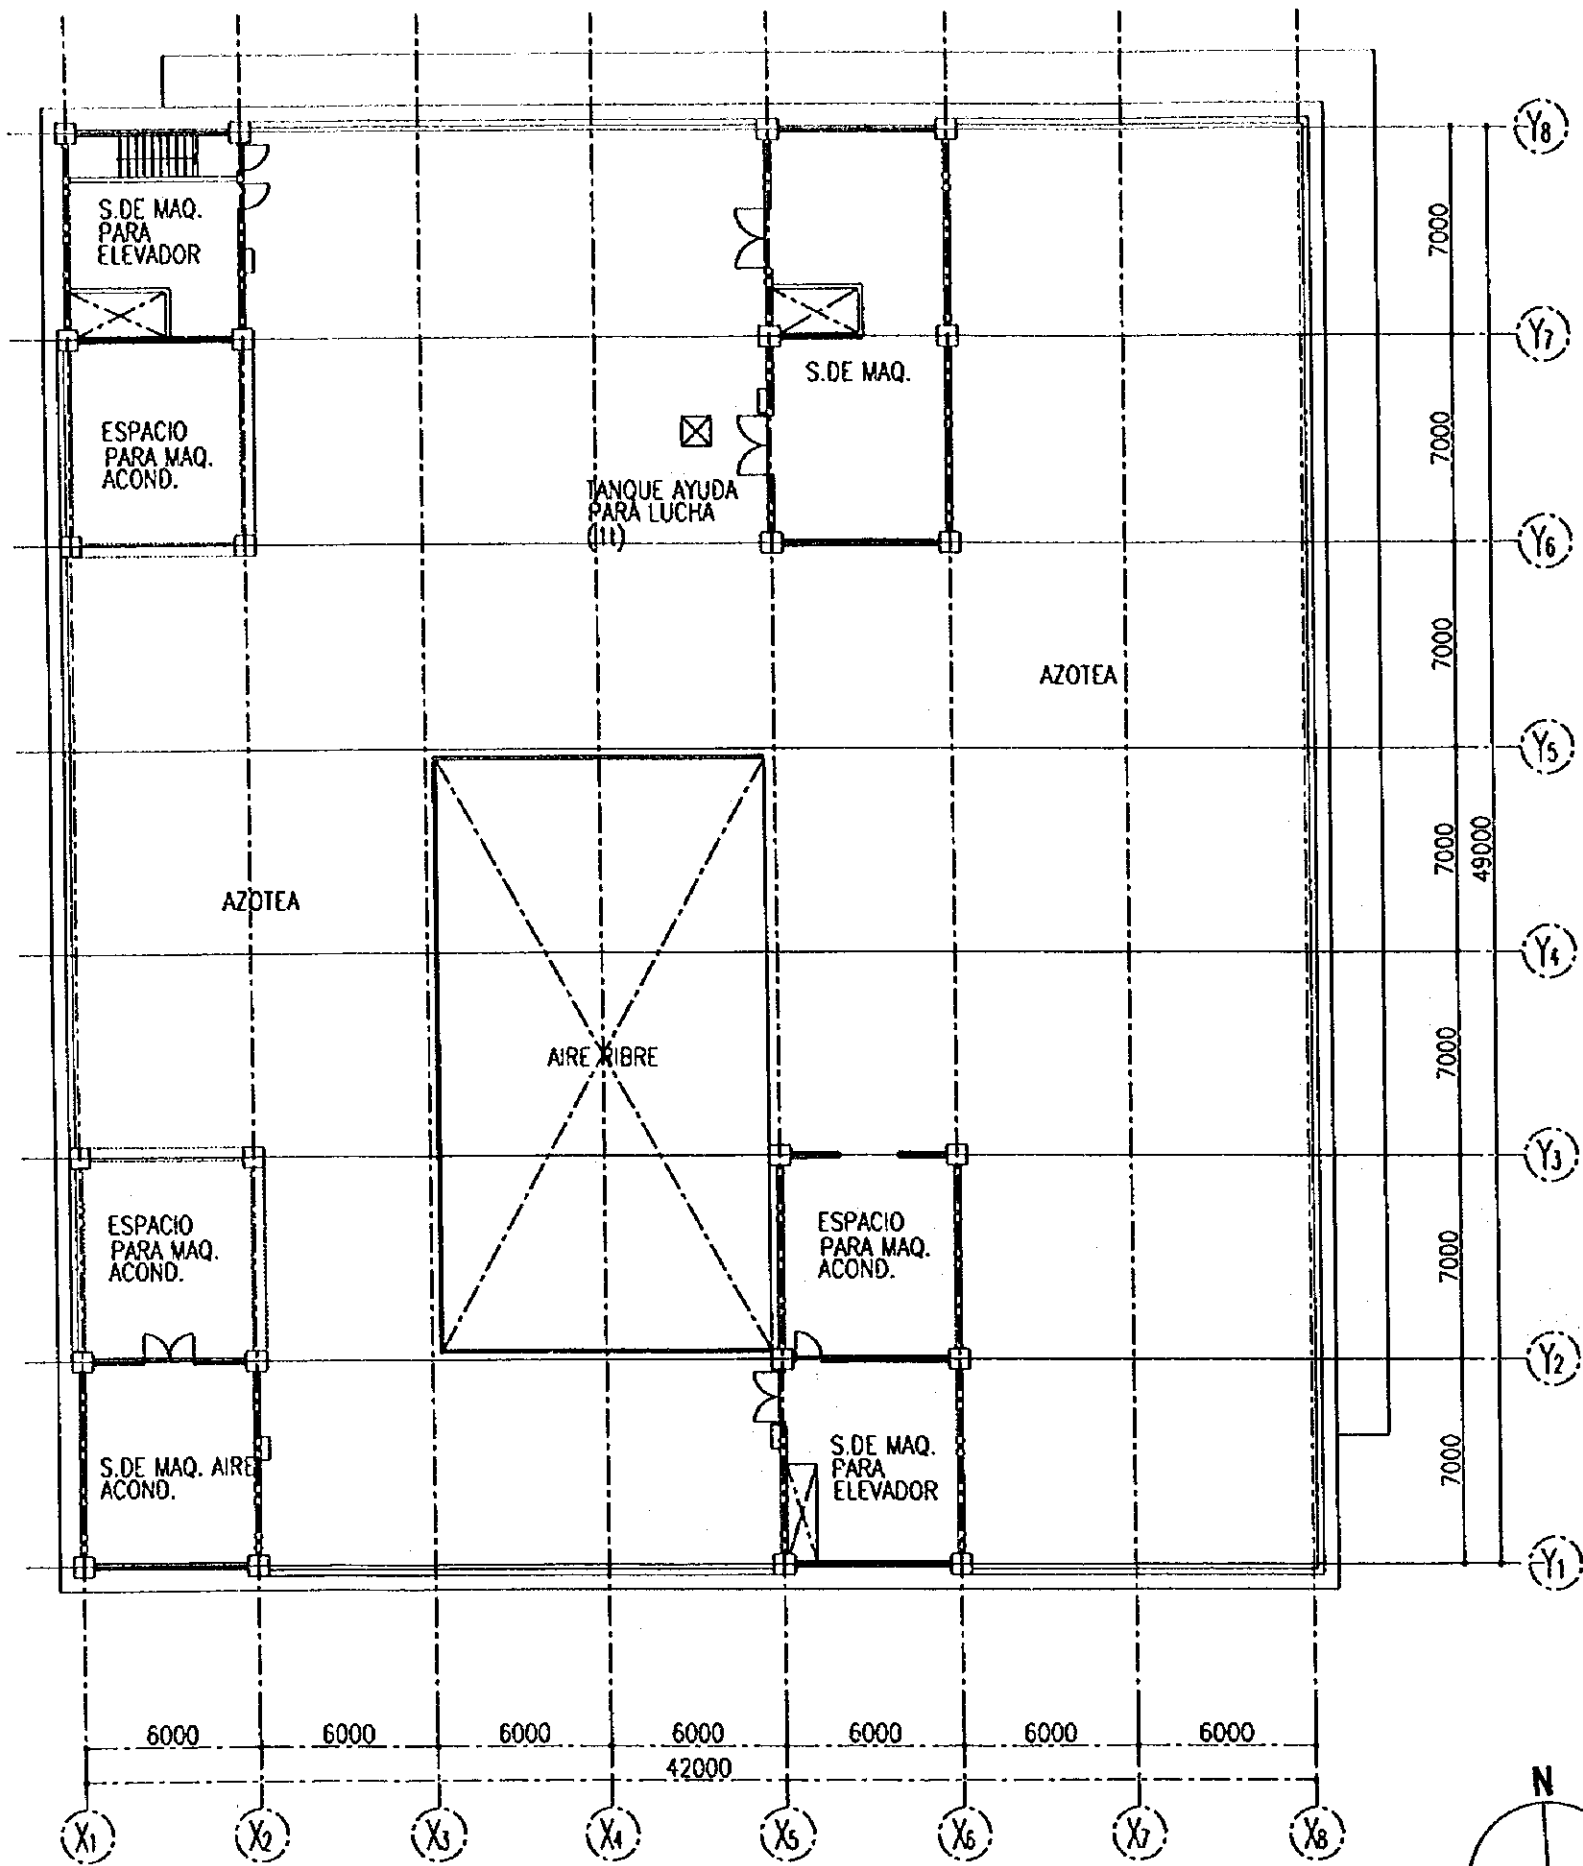 Y8
S.DE MAQ.
PARA
ELEVADOR
7000
Y7
S.DE MAQ.
ESPACIO
PARA MAQ.
ACOND.
7000
TANQUE AYUDA
PARA LUCHA
Y6
7000
AZOTEA
Y5
7000
49000
AZOTEA
Y4
AIRE
7000
Y3
ESPACIO
PARA MAQ.
ACOND.
ESPACIO
PARA MAQ.
ACOND.
7000
Y2
S.DE MAQ. AIRE
ACOND.
S.DE MAQ.
PARA
ELEVADOR
7000
Y1
6000 6000 6000 6000 6000 6000 6000
42000
N
X1 X2 X3 X4 X5 X6 X7 X8